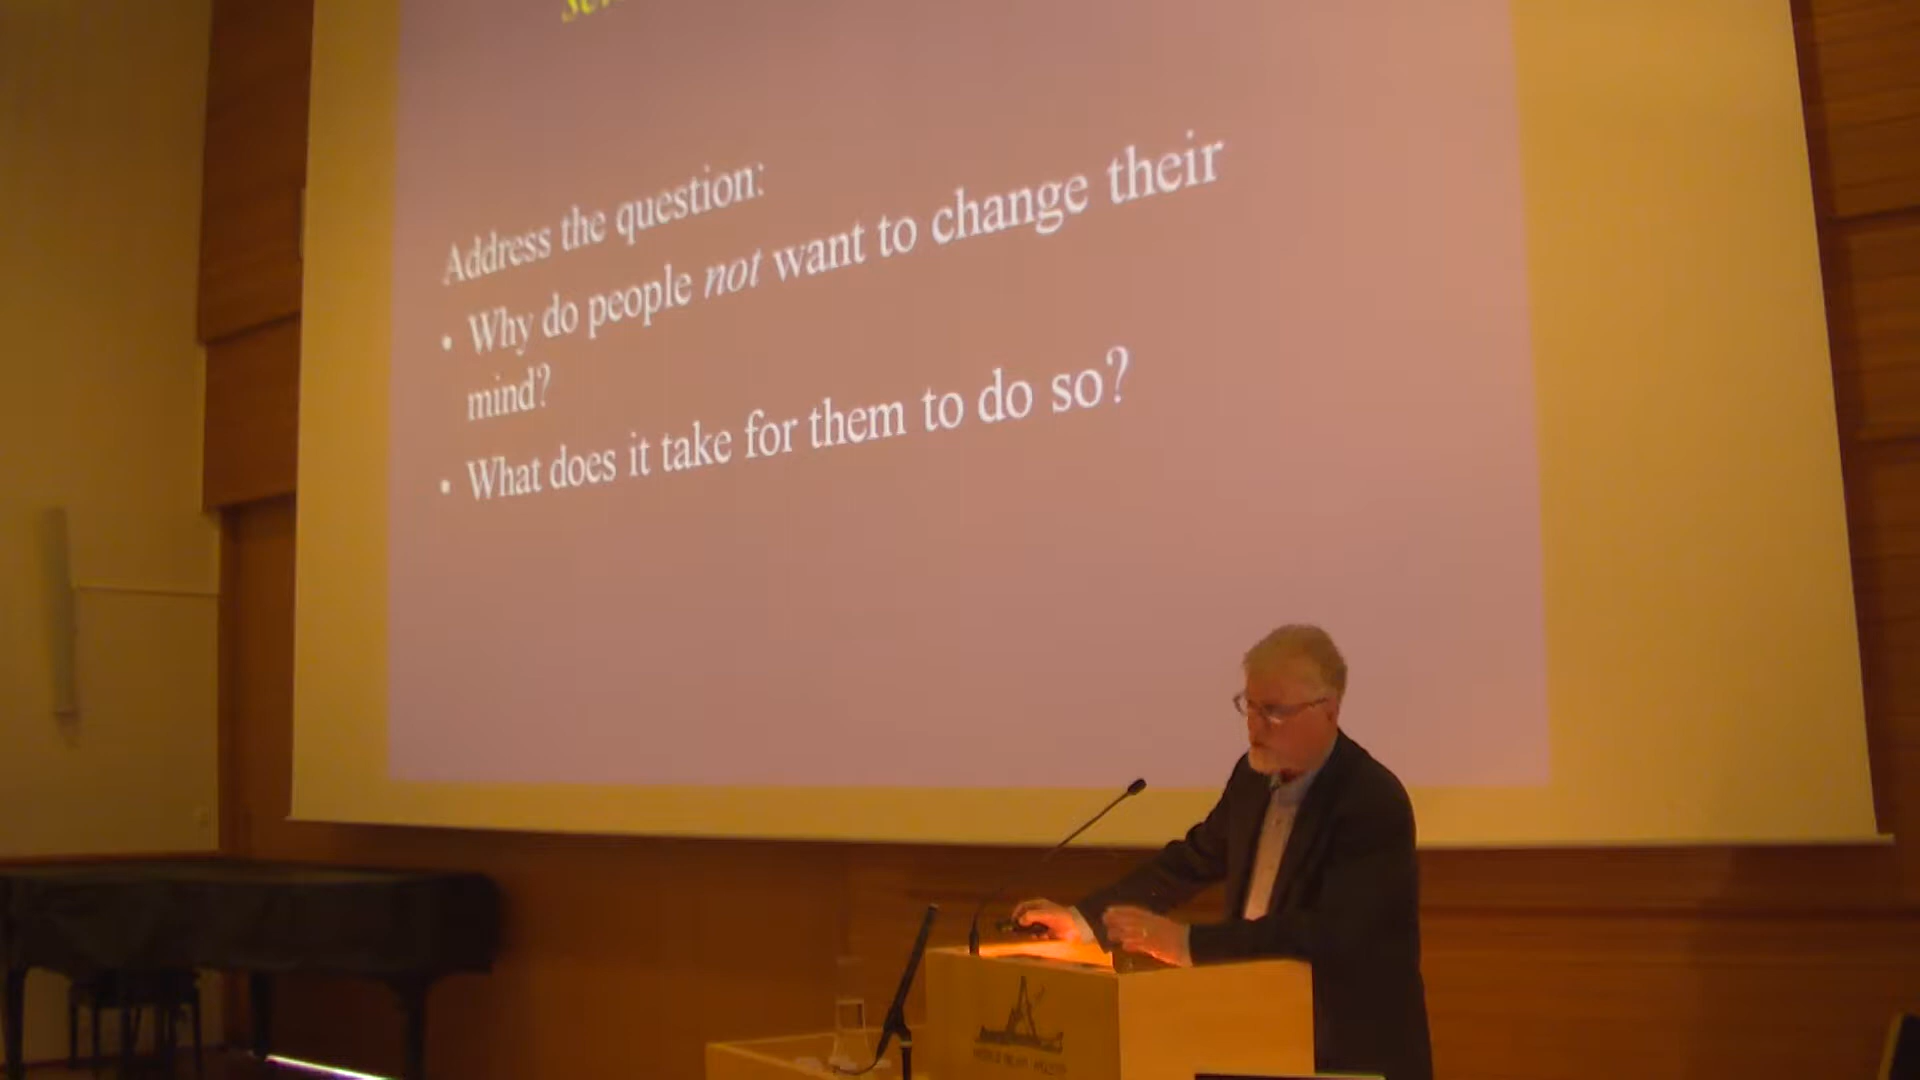 Address the question:
• Why do people not want to change their
mind?
• What does it take for them to do so?